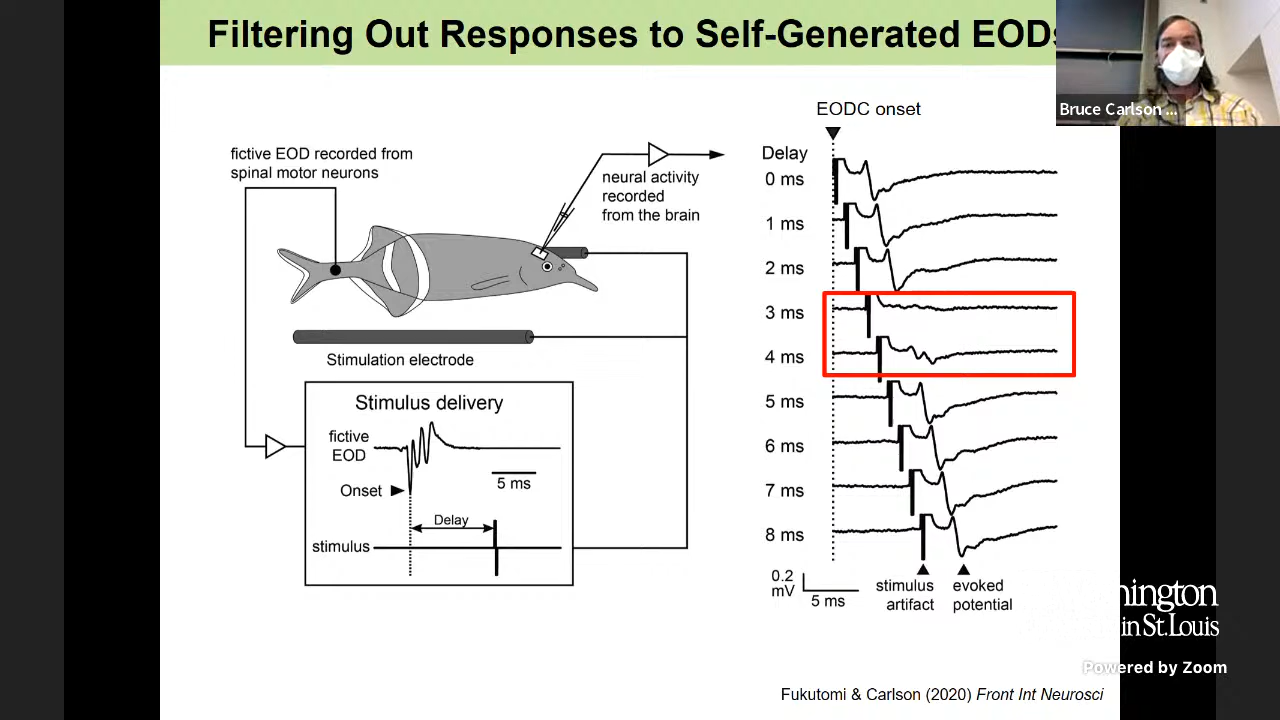 Filtering Out Responses to Self-Generated EODs
Bruce Carlson ...
fictive EOD recorded from
spinal motor neurons
neural activity
recorded
from the brain
Stimulation electrode
Stimulus delivery
fictive
EOD
5 ms
Onset
Delay
stimulus
EODC onset
Delay
0 ms
1 ms
2 ms
3 ms
4 ms
5 ms
6 ms
7 ms
8 ms
0.2
mV
5 ms
stimulus
artifact
evoked
potential
hington
in St.Louis
Powered by Zoom
Fukutomi & Carlson (2020) Front Int Neurosci